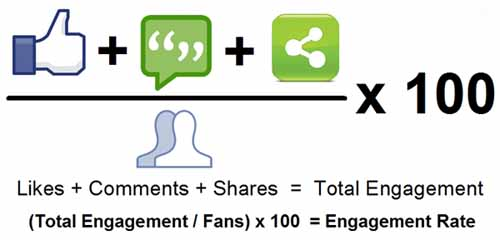 + + x 100
Likes + Comments + Shares = Total Engagement
(Total Engagement / Fans) x 100 = Engagement Rate